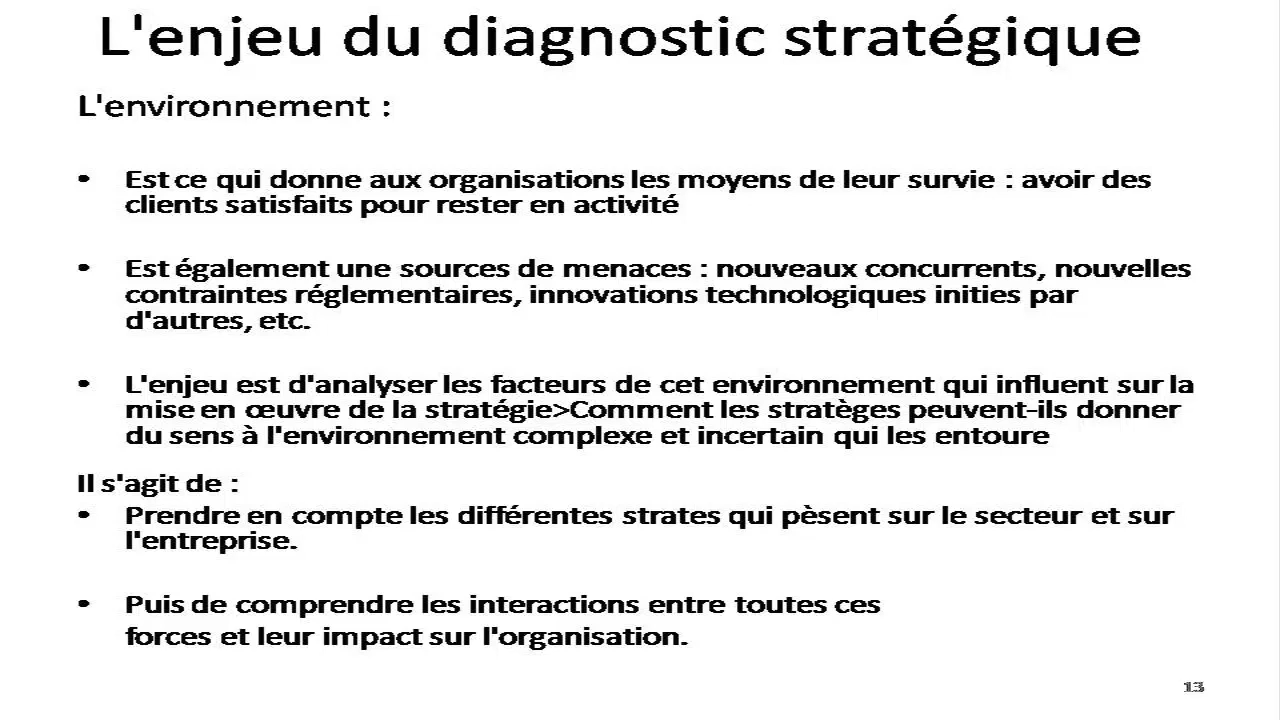 L'enjeu du diagnostic stratégique
L'environnement :
• Est ce qui donne aux organisations les moyens de leur survie : avoir des
clients satisfaits pour rester en activité
• Est également une sources de menaces : nouveaux concurrents, nouvelles
contraintes réglementaires, innovations technologiques inities par
d'autres, etc.
• L'enjeu est d'analyser les facteurs de cet environnement qui influent sur la
mise en œuvre de la stratégie>Comment les stratèges peuvent-ils donner
du sens à l'environnement complexe et incertain qui les entoure
Il s'agit de :
• Prendre en compte les différentes strates qui pèsent sur le secteur et sur
l'entreprise.
• Puis de comprendre les interactions entre toutes ces
forces et leur impact sur l'organisation.
13